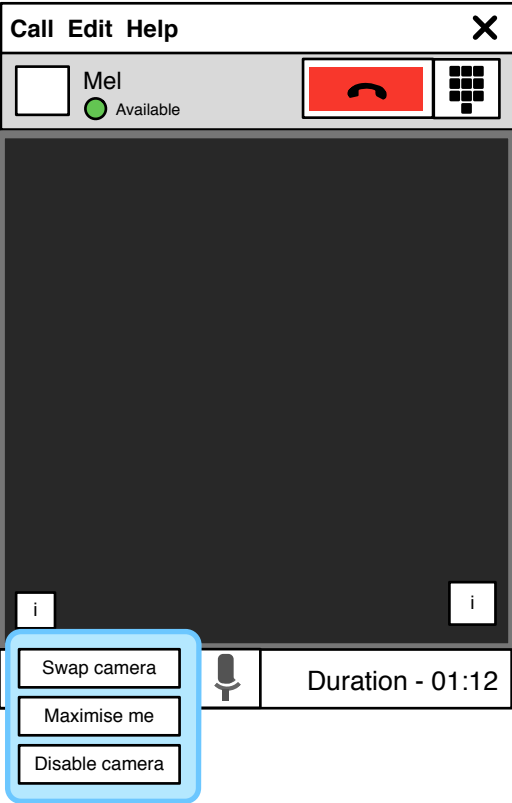 Call Edit Help
Mel
Available
i
i
Swap camera
Duration - 01:12
Maximise me
Disable camera